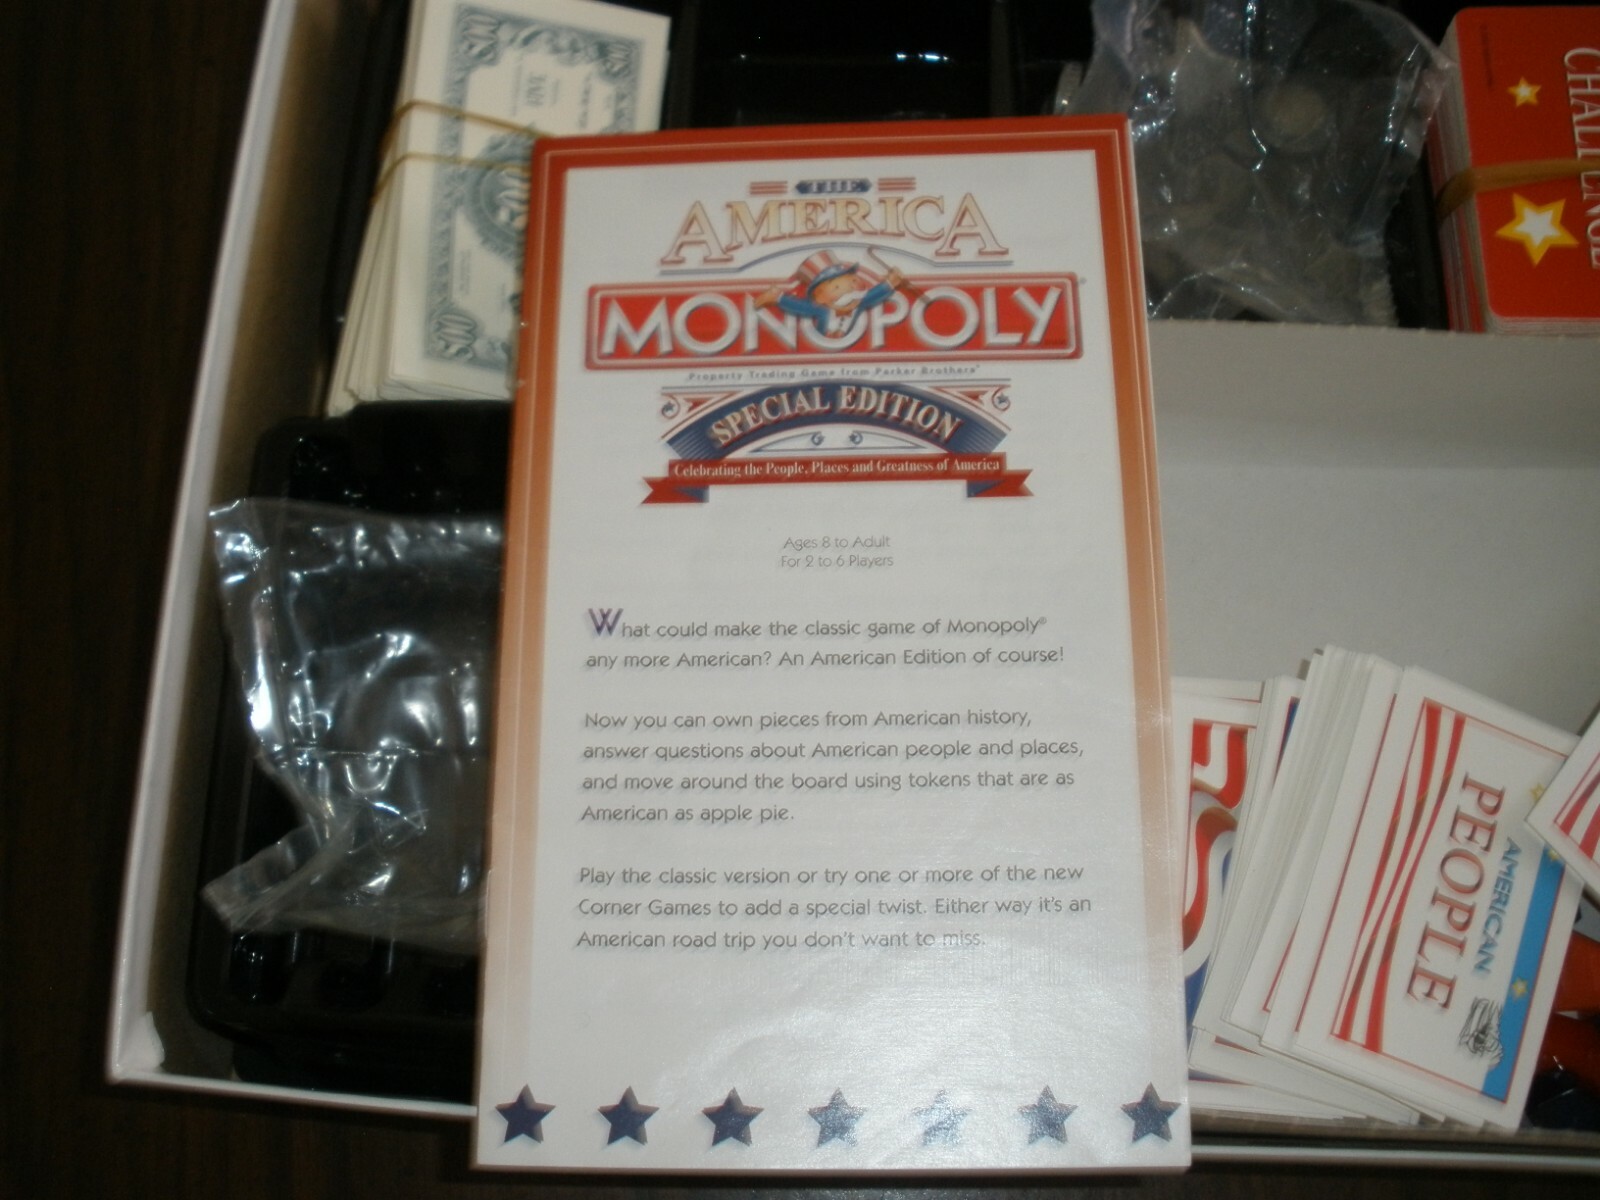 500
500
500
500
CHALLENGE
THE
AMERICA
MONOPOLY
Property Trading Game from Parker Brothers®
SPECIAL EDITION
Celebrating the People, Places and Greatness of America
Ages 8 to Adult
For 2 to 6 Players
What could make the classic game of Monopoly®
any more American? An American Edition of course!
Now you can own pieces from American history,
answer questions about American people and places,
and move around the board using tokens that are as
American as apple pie.
Play the classic version or try one or more of the new
Corner Games to add a special twist. Either way it's an
American road trip you don't want to miss.
AMERICAN
PEOPLE